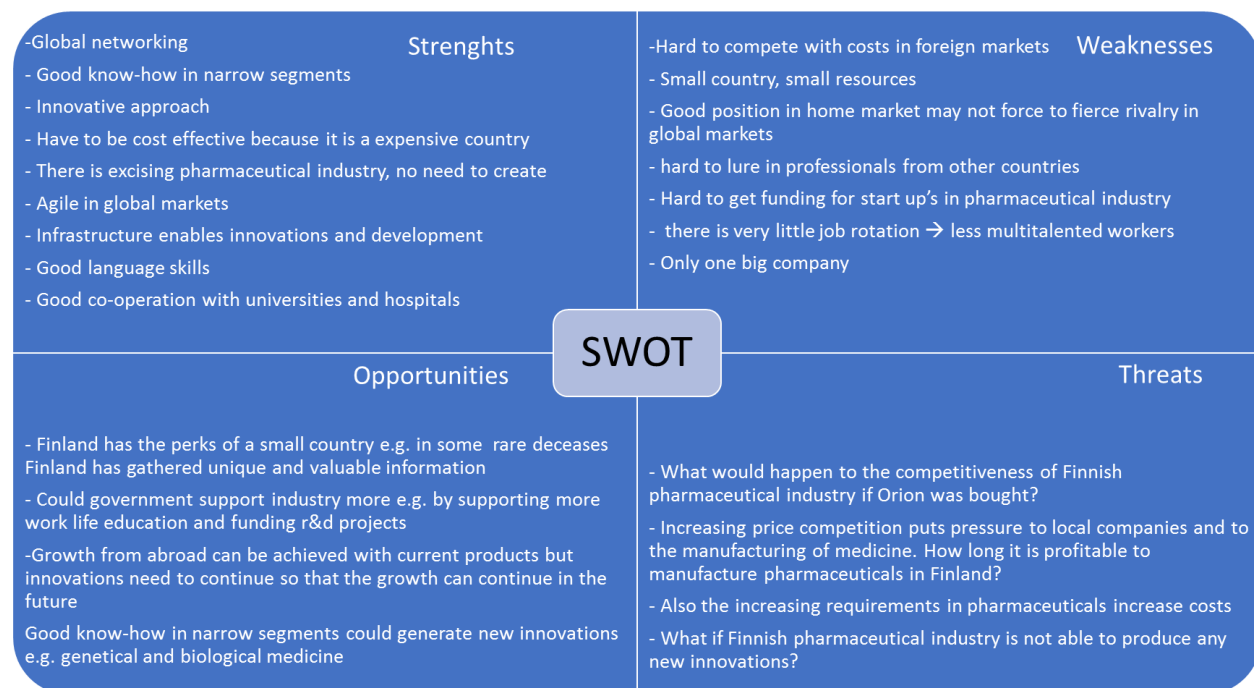 Strenghts
-Global networking
- Good know-how in narrow segments
- Innovative approach
- Have to be cost effective because it is a expensive country
- There is excising pharmaceutical industry, no need to create
- Agile in global markets
- Infrastructure enables innovations and development
- Good language skills
- Good co-operation with universities and hospitals
Weaknesses
-Hard to compete with costs in foreign markets
- Small country, small resources
- Good position in home market may not force to fierce rivalry in
global markets
- hard to lure in professionals from other countries
- Hard to get funding for start up’s in pharmaceutical industry
- there is very little job rotation → less multitalented workers
- Only one big company
SWOT
Opportunities
- Finland has the perks of a small country e.g. in some rare deceases
Finland has gathered unique and valuable information
- Could government support industry more e.g. by supporting more
work life education and funding r&d projects
-Growth from abroad can be achieved with current products but
innovations need to continue so that the growth can continue in the
future
Good know-how in narrow segments could generate new innovations
e.g. genetical and biological medicine
Threats
- What would happen to the competitiveness of Finnish
pharmaceutical industry if Orion was bought?
- Increasing price competition puts pressure to local companies and to
the manufacturing of medicine. How long it is profitable to
manufacture pharmaceuticals in Finland?
- Also the increasing requirements in pharmaceuticals increase costs
- What if Finnish pharmaceutical industry is not able to produce any
new innovations?